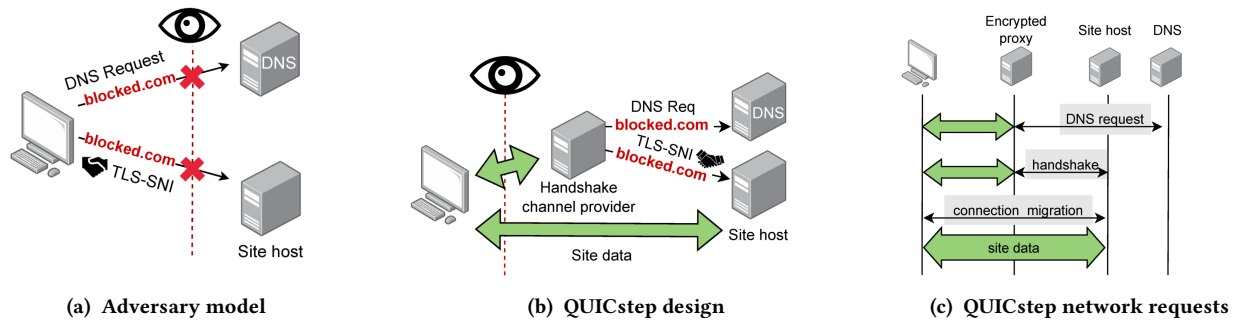 DNS Request
blocked.com
DNS
blocked.com
TLS-SNI
Site host
(a) Adversary model
DNS Req
blocked.com
DNS
TLS-SNI
blocked.com
Handshake
channel provider
Site host
Site data
(b) QUICstep design
Encrypted
proxy
Site host
DNS
DNS request
handshake
connection migration
site data
(c) QUICstep network requests